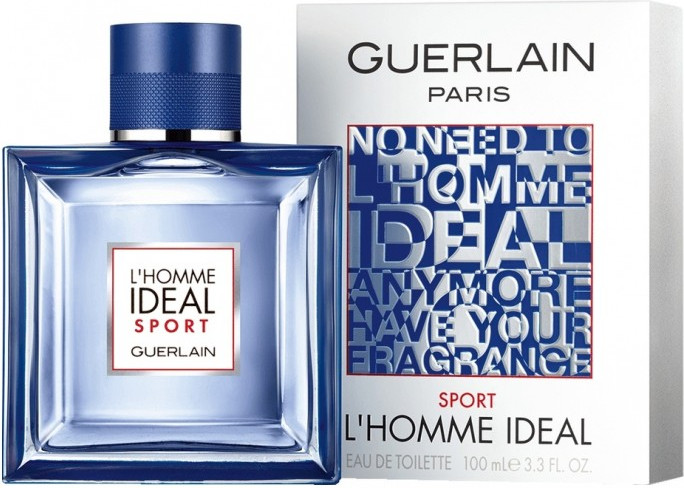 L'HOMME
IDEAL
SPORT
GUERLAIN
GUERLAIN
PARIS
NO NEED TO
L'HOMME
IDEAL
ANYMORE
HAVE YOUR
FRAGRANCE
SPORT
L'HOMME IDEAL
EAU DE TOILETTE 100 mL℮ 3.3 FL. OZ.